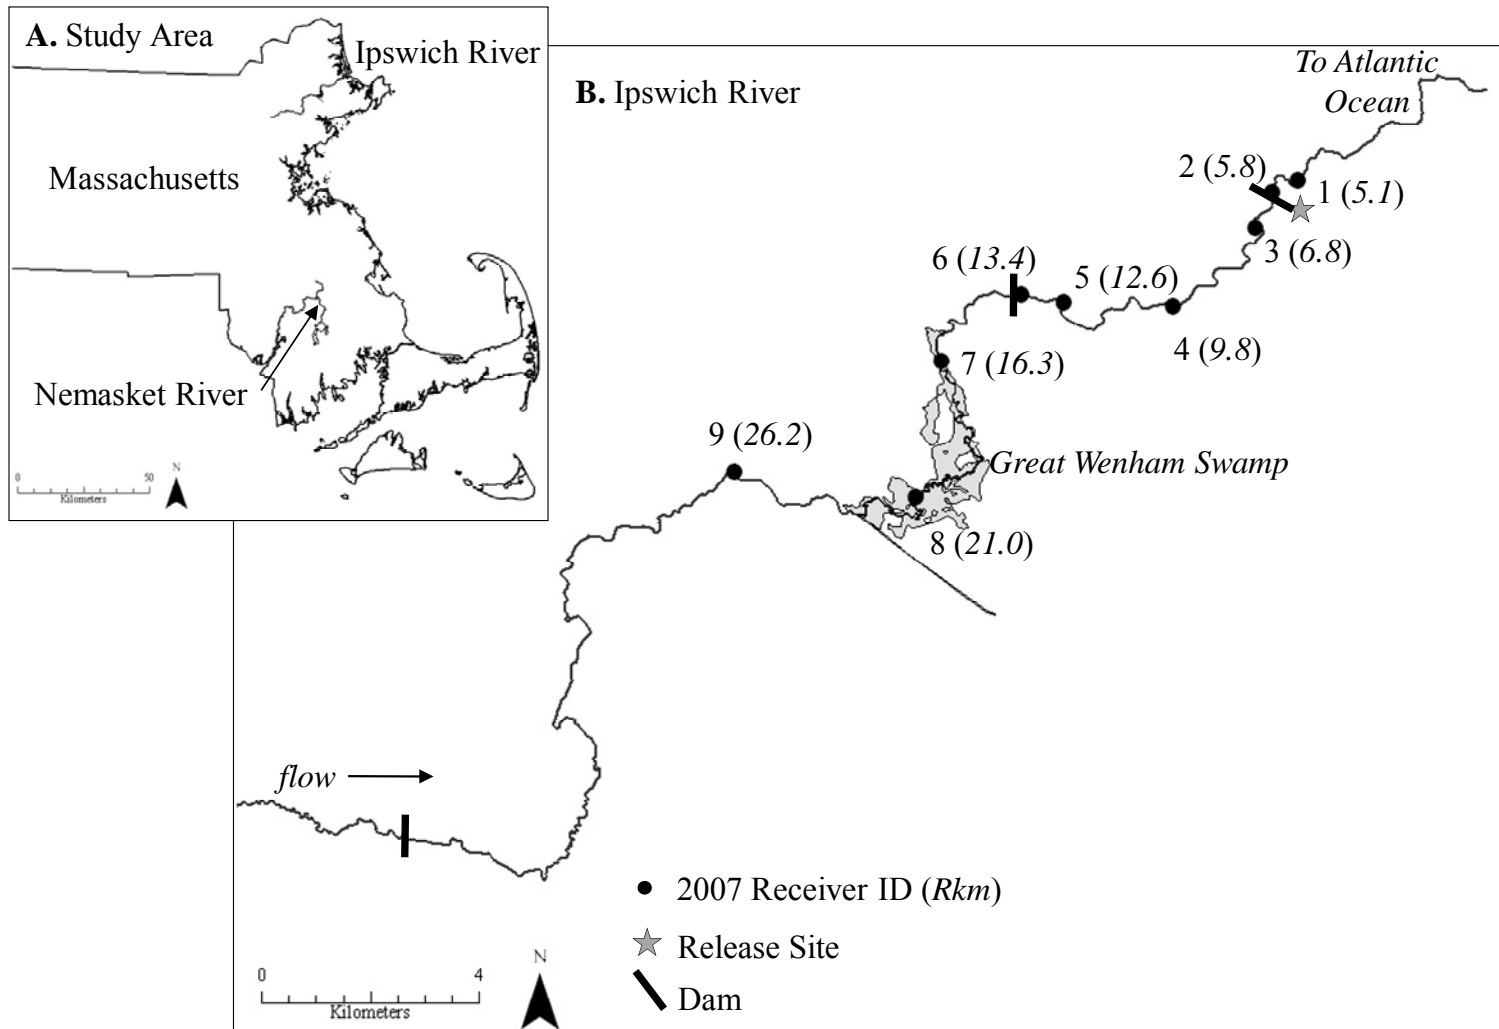 A. Study Area
Ipswich River
Massachusetts
Nemasket River
0 50
Kilometers
N
B. Ipswich River
To Atlantic
Ocean
2 (5.8)
1 (5.1)
3 (6.8)
6 (13.4)
5 (12.6)
4 (9.8)
7 (16.3)
9 (26.2)
Great Wenham Swamp
8 (21.0)
flow
2007 Receiver ID (Rkm)
Release Site
Dam
0 4
Kilometers
N